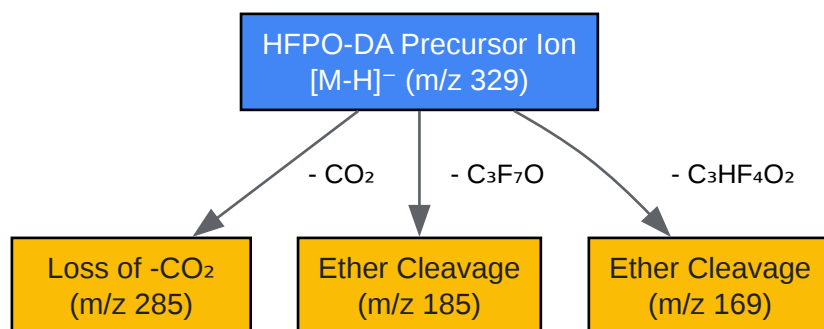 HFPO-DA Precursor Ion
[M-H]⁻ (m/z 329)
- CO₂
- C₃F₇O
- C₃HF₄O₂
Loss of -CO₂
(m/z 285)
Ether Cleavage
(m/z 185)
Ether Cleavage
(m/z 169)